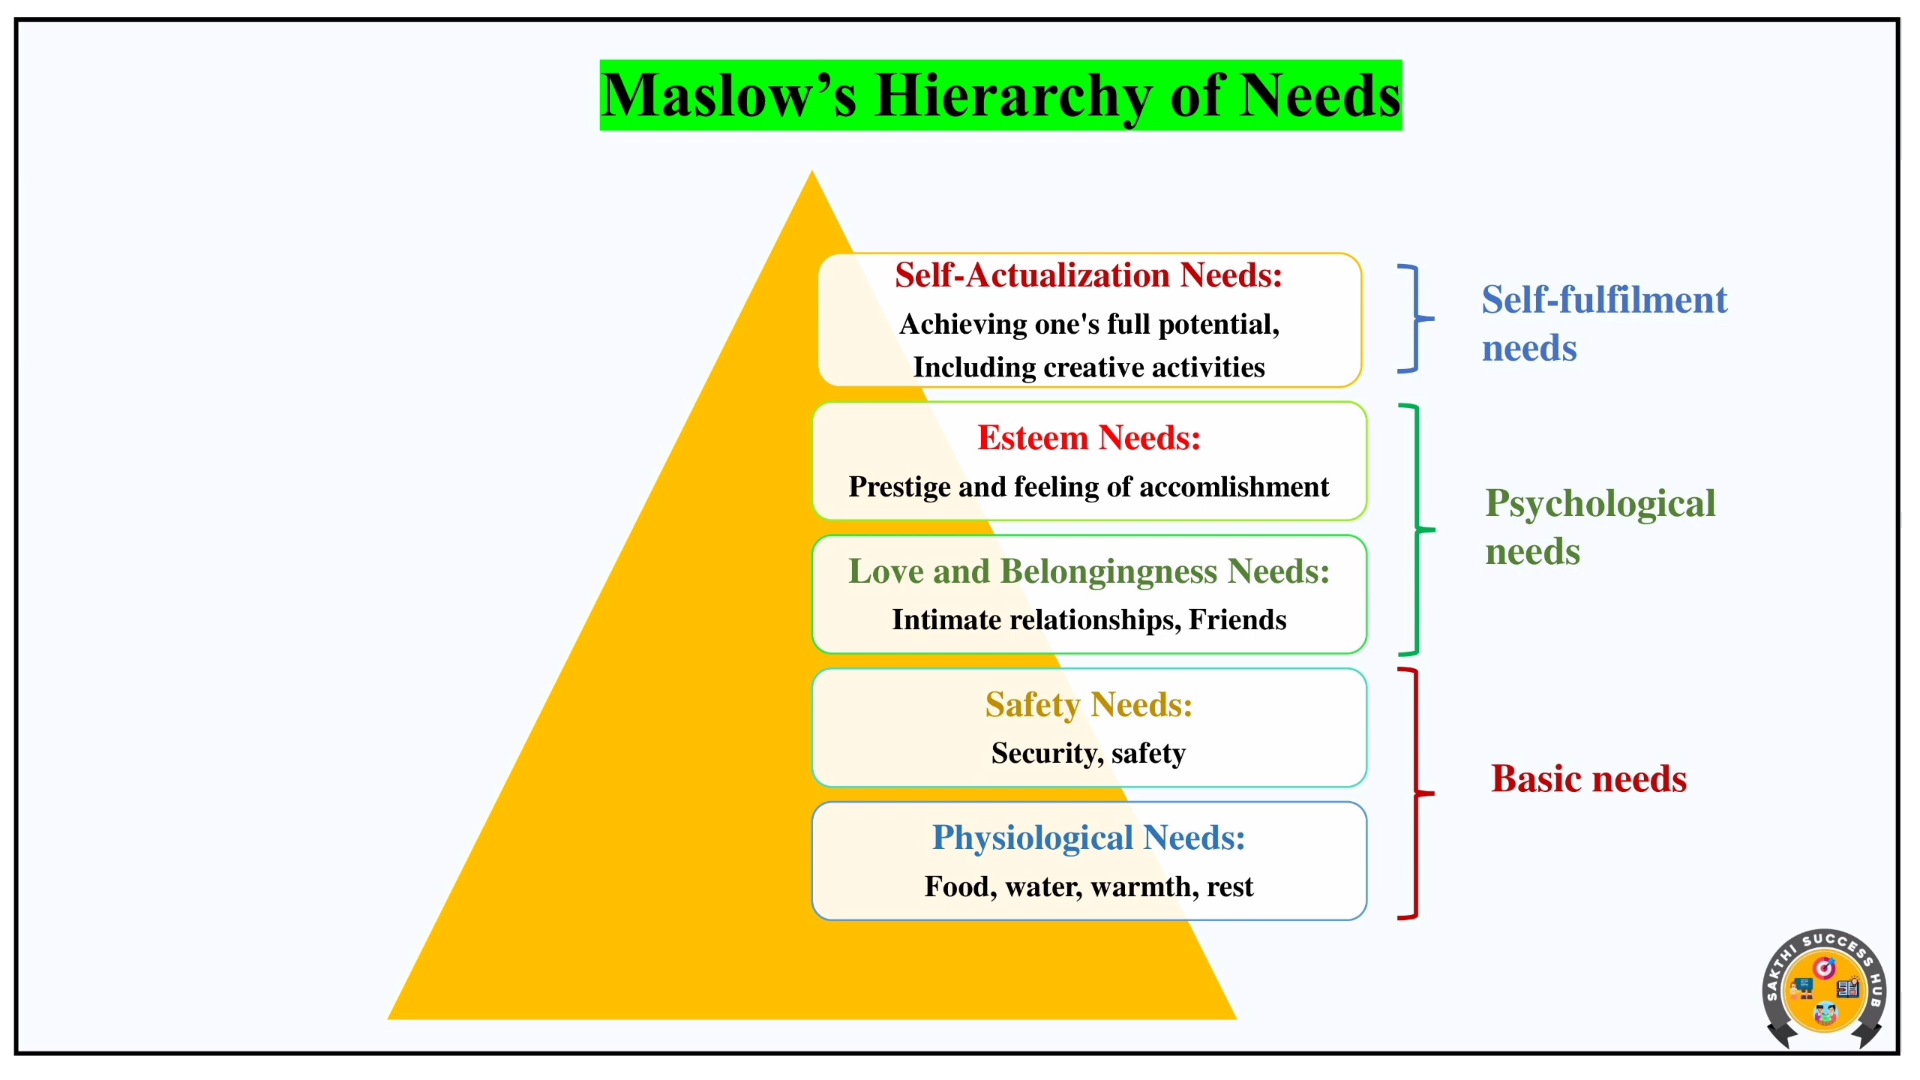 Maslow’s Hierarchy of Needs
Self-Actualization Needs:
Achieving one's full potential,
Including creative activities
Self-fulfilment
needs
Esteem Needs:
Prestige and feeling of accomlishment
Love and Belongingness Needs:
Intimate relationships, Friends
Psychological
needs
Safety Needs:
Security, safety
Physiological Needs:
Food, water, warmth, rest
Basic needs
SAKTHI SUCCESS HUB